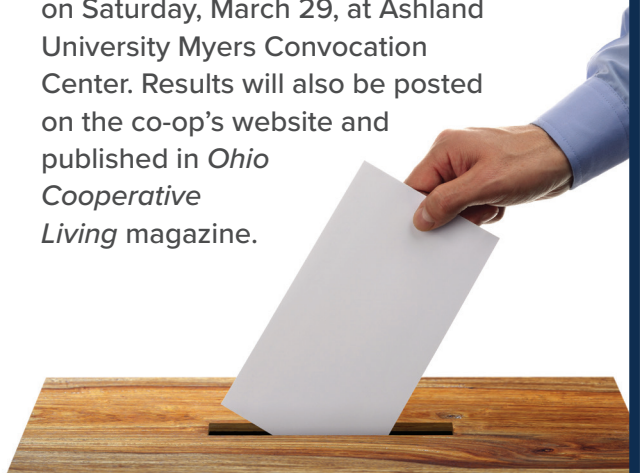 on Saturday, March 29, at Ashland
University Myers Convocation
Center. Results will also be posted
on the co-op’s website and
published in Ohio
Cooperative
Living magazine.